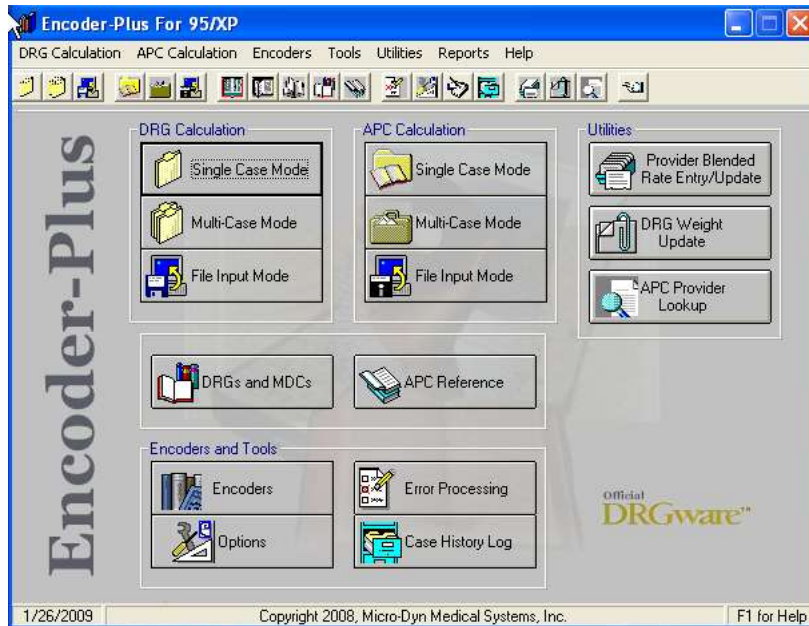 Encoder-Plus For 95/XP
DRG Calculation APC Calculation Encoders Tools Utilities Reports Help
Encoder-Plus
DRG Calculation
Single Case Mode
Multi-Case Mode
File Input Mode
APC Calculation
Single Case Mode
Multi-Case Mode
File Input Mode
Utilities
Provider Blended
Rate Entry/Update
DRG Weight
Update
APC Provider
Lookup
DRGs and MDCs
APC Reference
Encoders and Tools
Encoders
Error Processing
Options
Case History Log
Official
DRGware™
1/26/2009 Copyright 2008, Micro-Dyn Medical Systems, Inc. F1 for Help